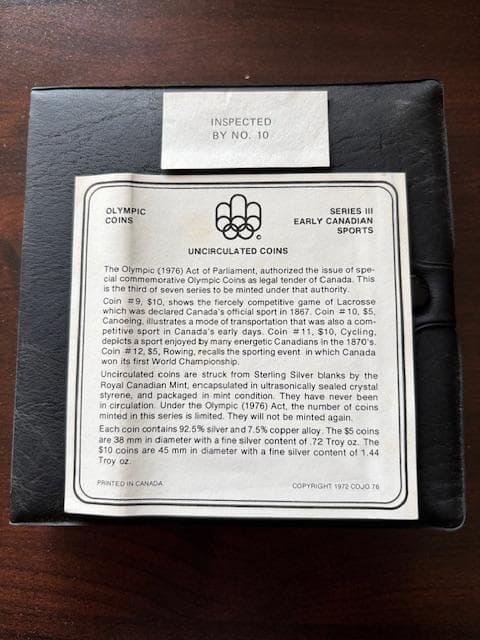 INSPECTED
BY NO. 10
OLYMPIC
COINS
©
SERIES III
EARLY CANADIAN
SPORTS
UNCIRCULATED COINS
The Olympic (1976) Act of Parliament, authorized the issue of spe-
cial commemorative Olympic Coins as legal tender of Canada. This
is the third of seven series to be minted under that authority.
Coin #9, $10, shows the fiercely competitive game of Lacrosse
which was declared Canada's official sport in 1867. Coin #10, $5,
Canoeing, illustrates a mode of transportation that was also a com-
petitive sport in Canada's early days. Coin #11, $10, Cycling,
depicts a sport enjoyed by many energetic Canadians in the 1870's.
Coin #12, $5, Rowing, recalls the sporting event in which Canada
won its first World Championship.
Uncirculated coins are struck from Sterling Silver blanks by the
Royal Canadian Mint, encapsulated in ultrasonically sealed crystal
styrene, and packaged in mint condition. They have never been
in circulation. Under the Olympic (1976) Act, the number of coins
minted in this series is limited. They will not be minted again.
Each coin contains 92.5% silver and 7.5% copper alloy. The $5 coins
are 38 mm in diameter with a fine silver content of .72 Troy oz. The
$10 coins are 45 mm in diameter with a fine silver content of 1.44
Troy oz.
PRINTED IN CANADA
COPYRIGHT 1972 COJO 76